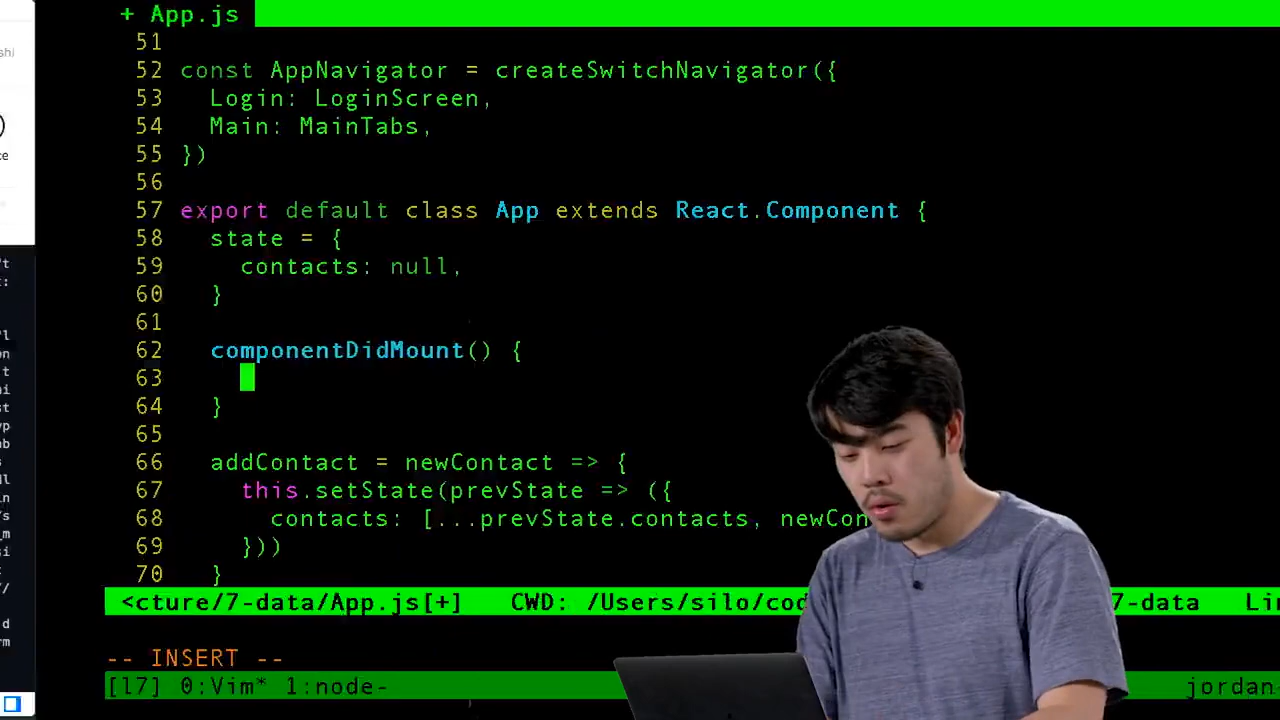 + App.js
51
52 const AppNavigator = createSwitchNavigator({
53 Login: LoginScreen,
54 Main: MainTabs,
55 })
56
57 export default class App extends React.Component {
58 state = {
59 contacts: null,
60 }
61
62 componentDidMount() {
63
64 }
65
66 addContact = newContact => {
67 this.setState(prevState => ({
68 contacts: [...prevState.contacts, newCon
69 }))
70 }
<cture/7-data/App.js[+] CWD: /Users/silo/cod 7-data Li
-- INSERT --
[17] 0:Vim* 1:node- jordan-